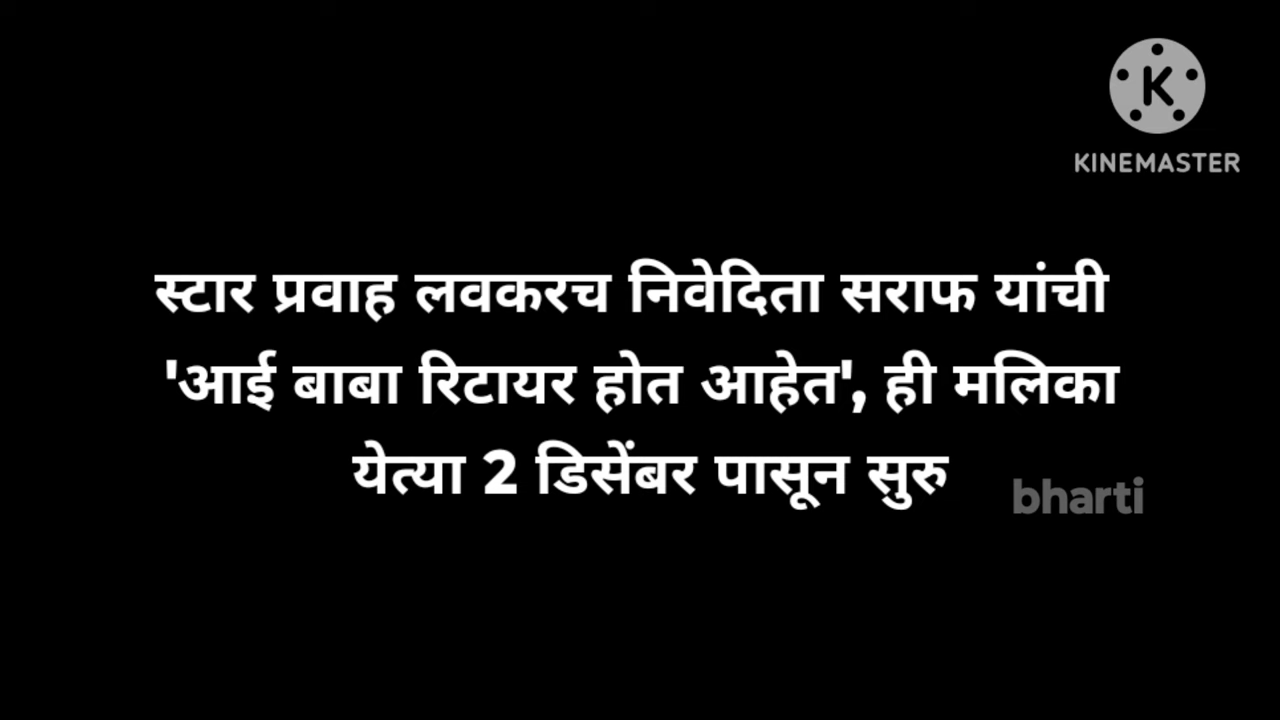 K
KINEMASTER
स्टार प्रवाह लवकरच निवेदिता सराफ यांची
'आई बाबा रिटायर होत आहेत', ही मलिका
येत्या 2 डिसेंबर पासून सुरु
bharti